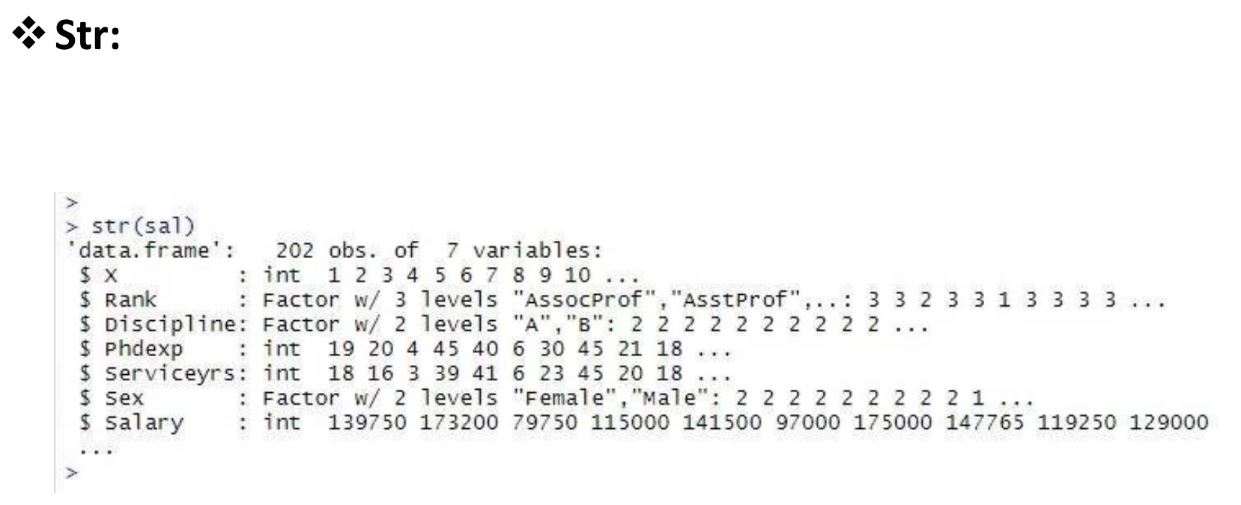 ❖ Str:
>
> str(sal)
'data.frame':   202 obs. of  7 variables:
 $ X         : int  1 2 3 4 5 6 7 8 9 10 ...
 $ Rank      : Factor w/ 3 levels "AssocProf","AsstProf",..: 3 3 2 3 3 1 3 3 3 3 ...
 $ Discipline: Factor w/ 2 levels "A","B": 2 2 2 2 2 2 2 2 2 2 ...
 $ Phdexp    : int  19 20 4 45 40 6 30 45 21 18 ...
 $ Serviceyrs: int  18 16 3 39 41 6 23 45 20 18 ...
 $ Sex       : Factor w/ 2 levels "Female","Male": 2 2 2 2 2 2 2 2 2 1 ...
 $ Salary    : int  139750 173200 79750 115000 141500 97000 175000 147765 119250 129000
 ...
>